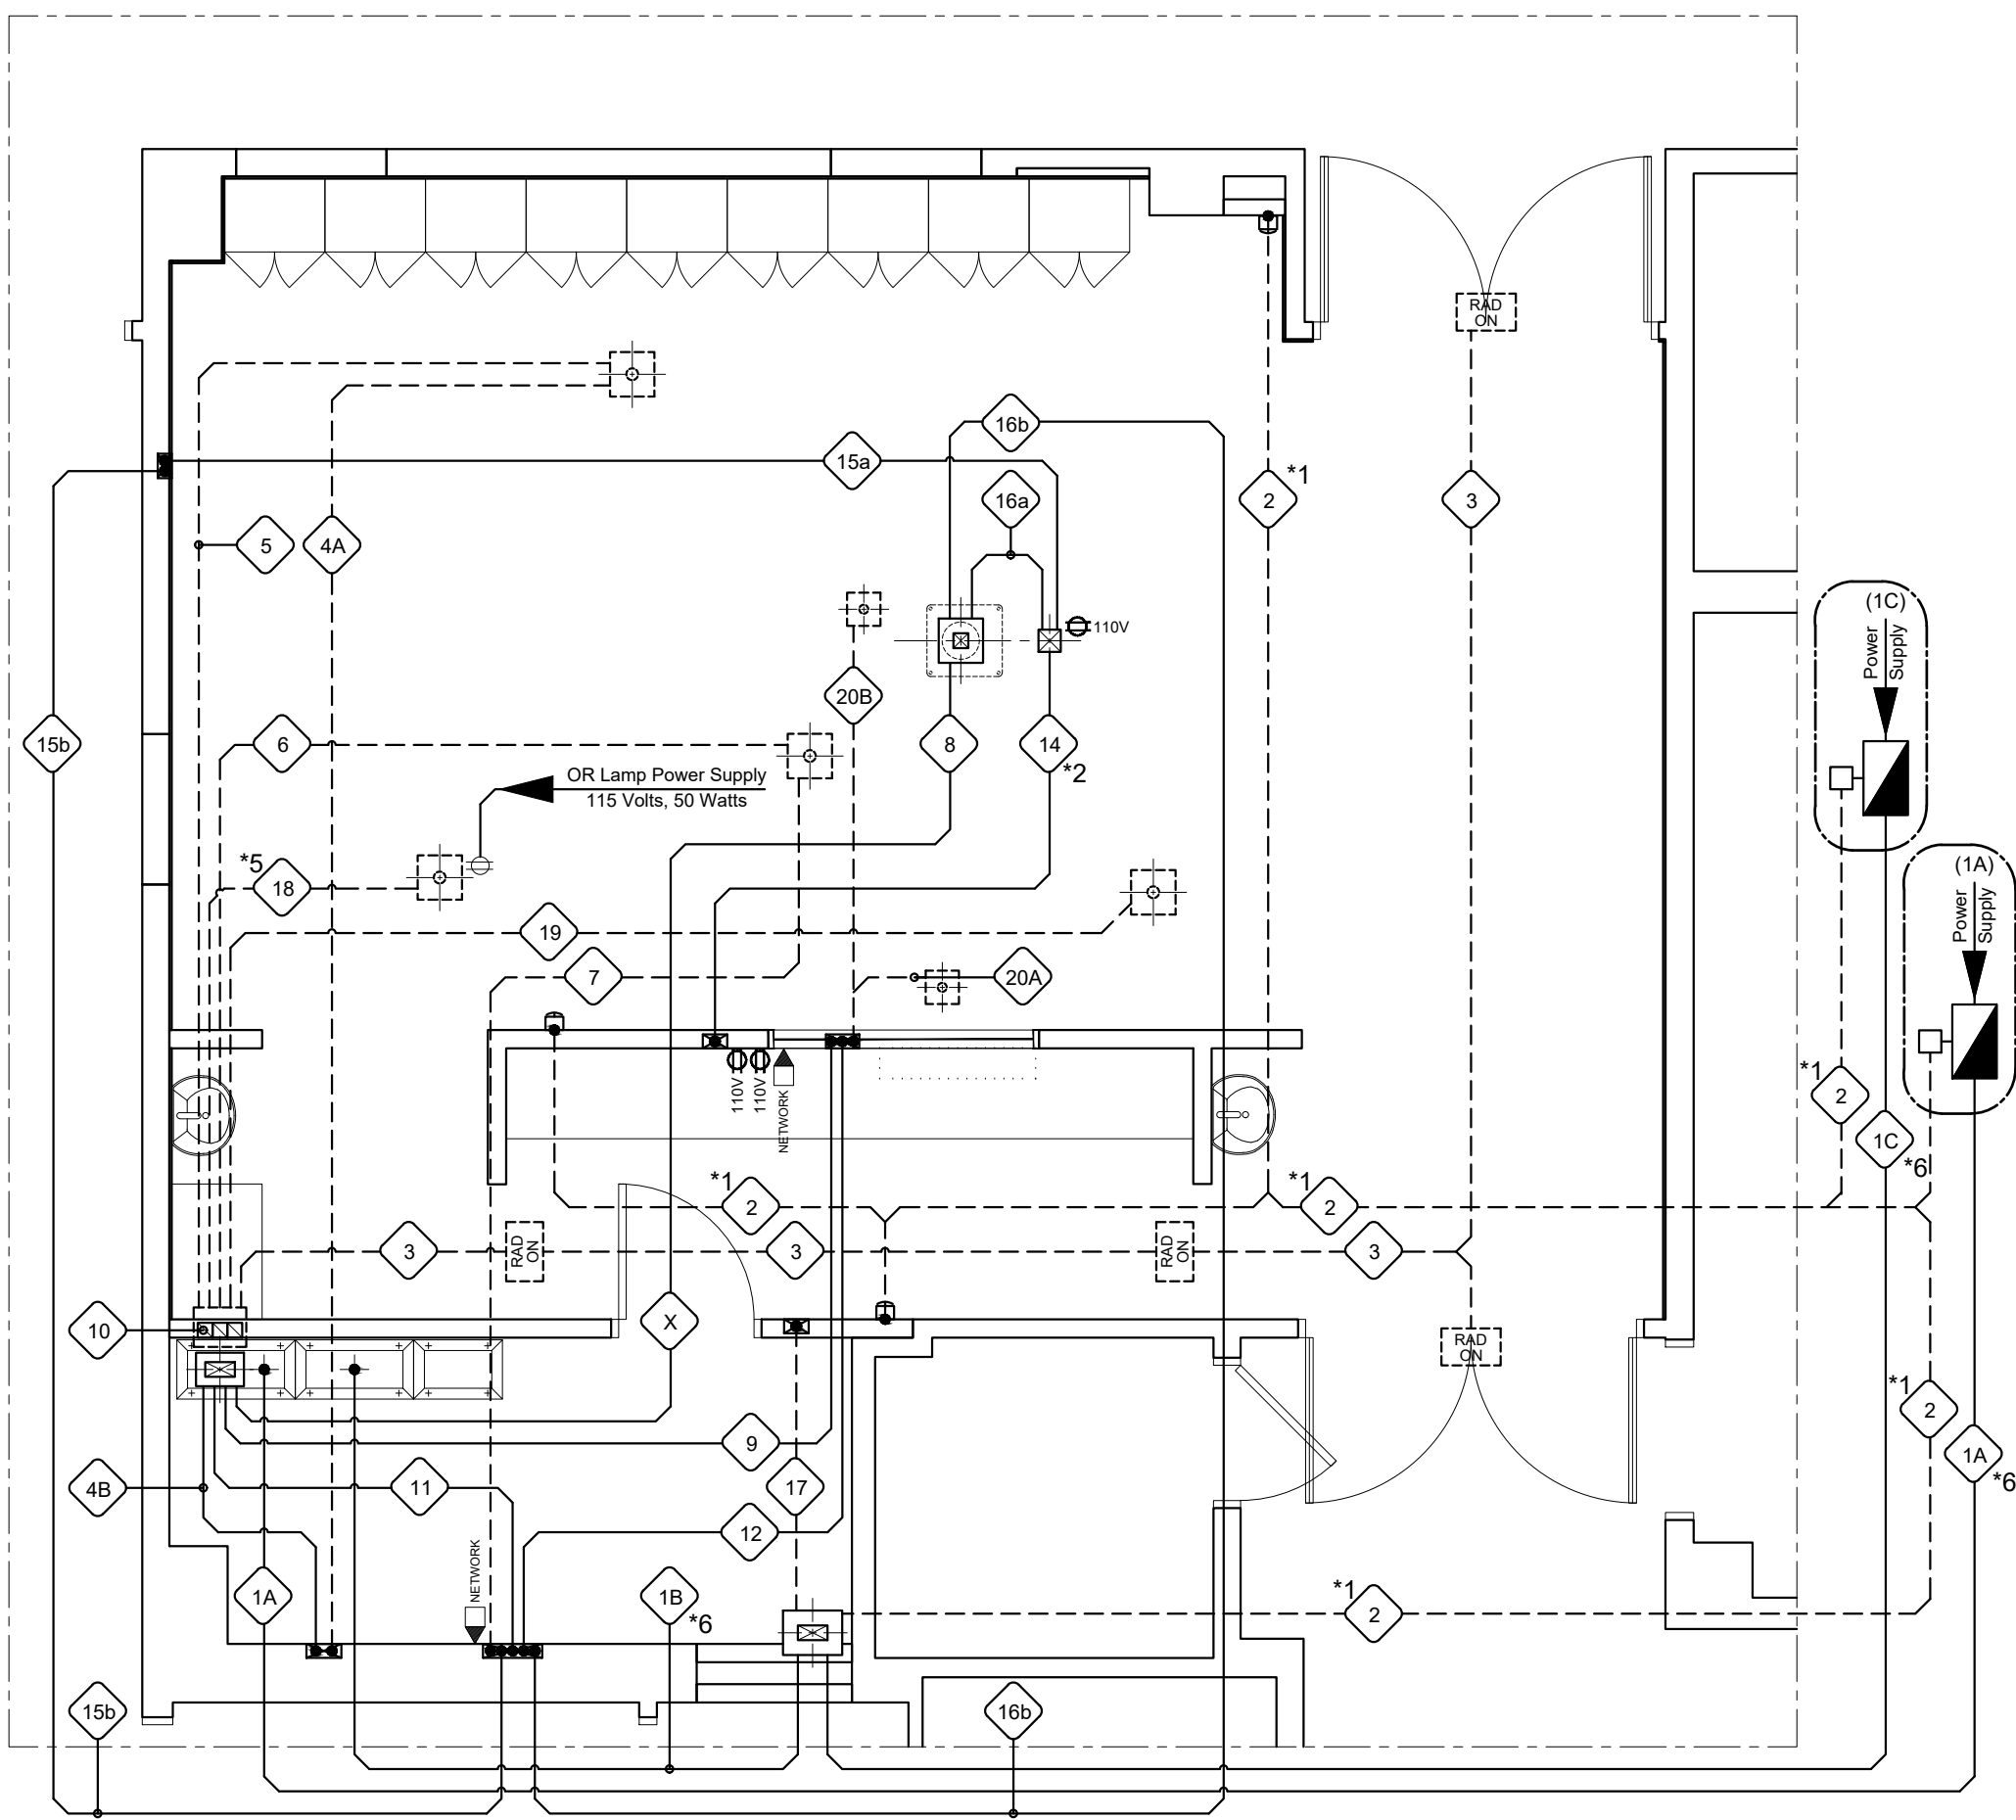 RAD
ON
16b
15a
16a
2
*1
3
5
4A
(1C)
Power
Supply
110V
20B
15b
6
8
14
*2
OR Lamp Power Supply
115 Volts, 50 Watts
(1A)
Power
Supply
*5
18
19
7
20A
110V
110V
NETWORK
*1
2
1C
*6
*1
2
*1
2
3
RAD
ON
3
RAD
ON
3
10
X
RAD
ON
*1
2
9
1A
*6
4B
11
17
12
NETWORK
1A
1B
*6
*1
2
15b
16b